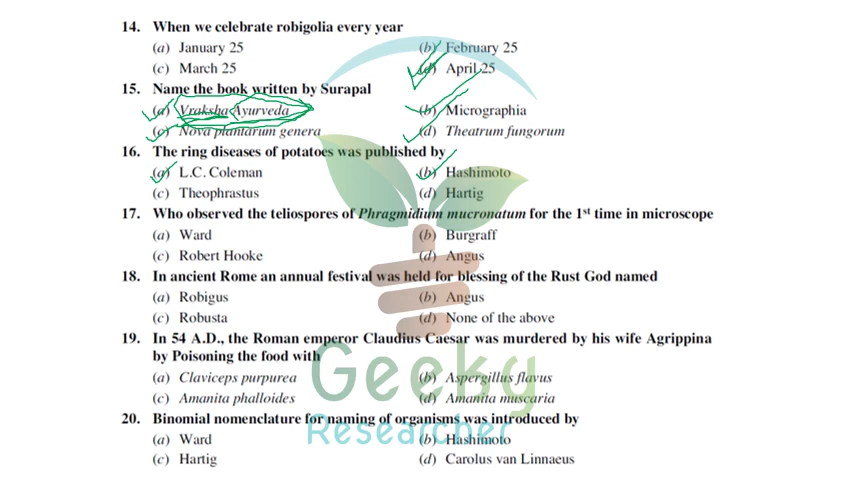 14. When we celebrate robigolia every year
(a) January 25 (b) February 25
(c) March 25 (d) April 25
15. Name the book written by Surapal
(a) Vraksha Ayurveda (b) Micrographia
(c) Nova plantarum genera (d) Theatrum fungorum
16. The ring diseases of potatoes was published by
(a) L.C. Coleman (b) Hashimoto
(c) Theophrastus (d) Hartig
17. Who observed the teliospores of Phragmidium mucronatum for the 1st time in microscope
(a) Ward (b) Burgraff
(c) Robert Hooke (d) Angus
18. In ancient Rome an annual festival was held for blessing of the Rust God named
(a) Robigus (b) Angus
(c) Robusta (d) None of the above
19. In 54 A.D., the Roman emperor Claudius Caesar was murdered by his wife Agrippina
by Poisoning the food with
(a) Claviceps purpurea (b) Aspergillus flavus
(c) Amanita phalloides (d) Amanita muscaria
Geeky
20. Binomial nomenclature for naming of organisms was introduced by
Researcher
(a) Ward (b) Hashimoto
(c) Hartig (d) Carolus van Linnaeus